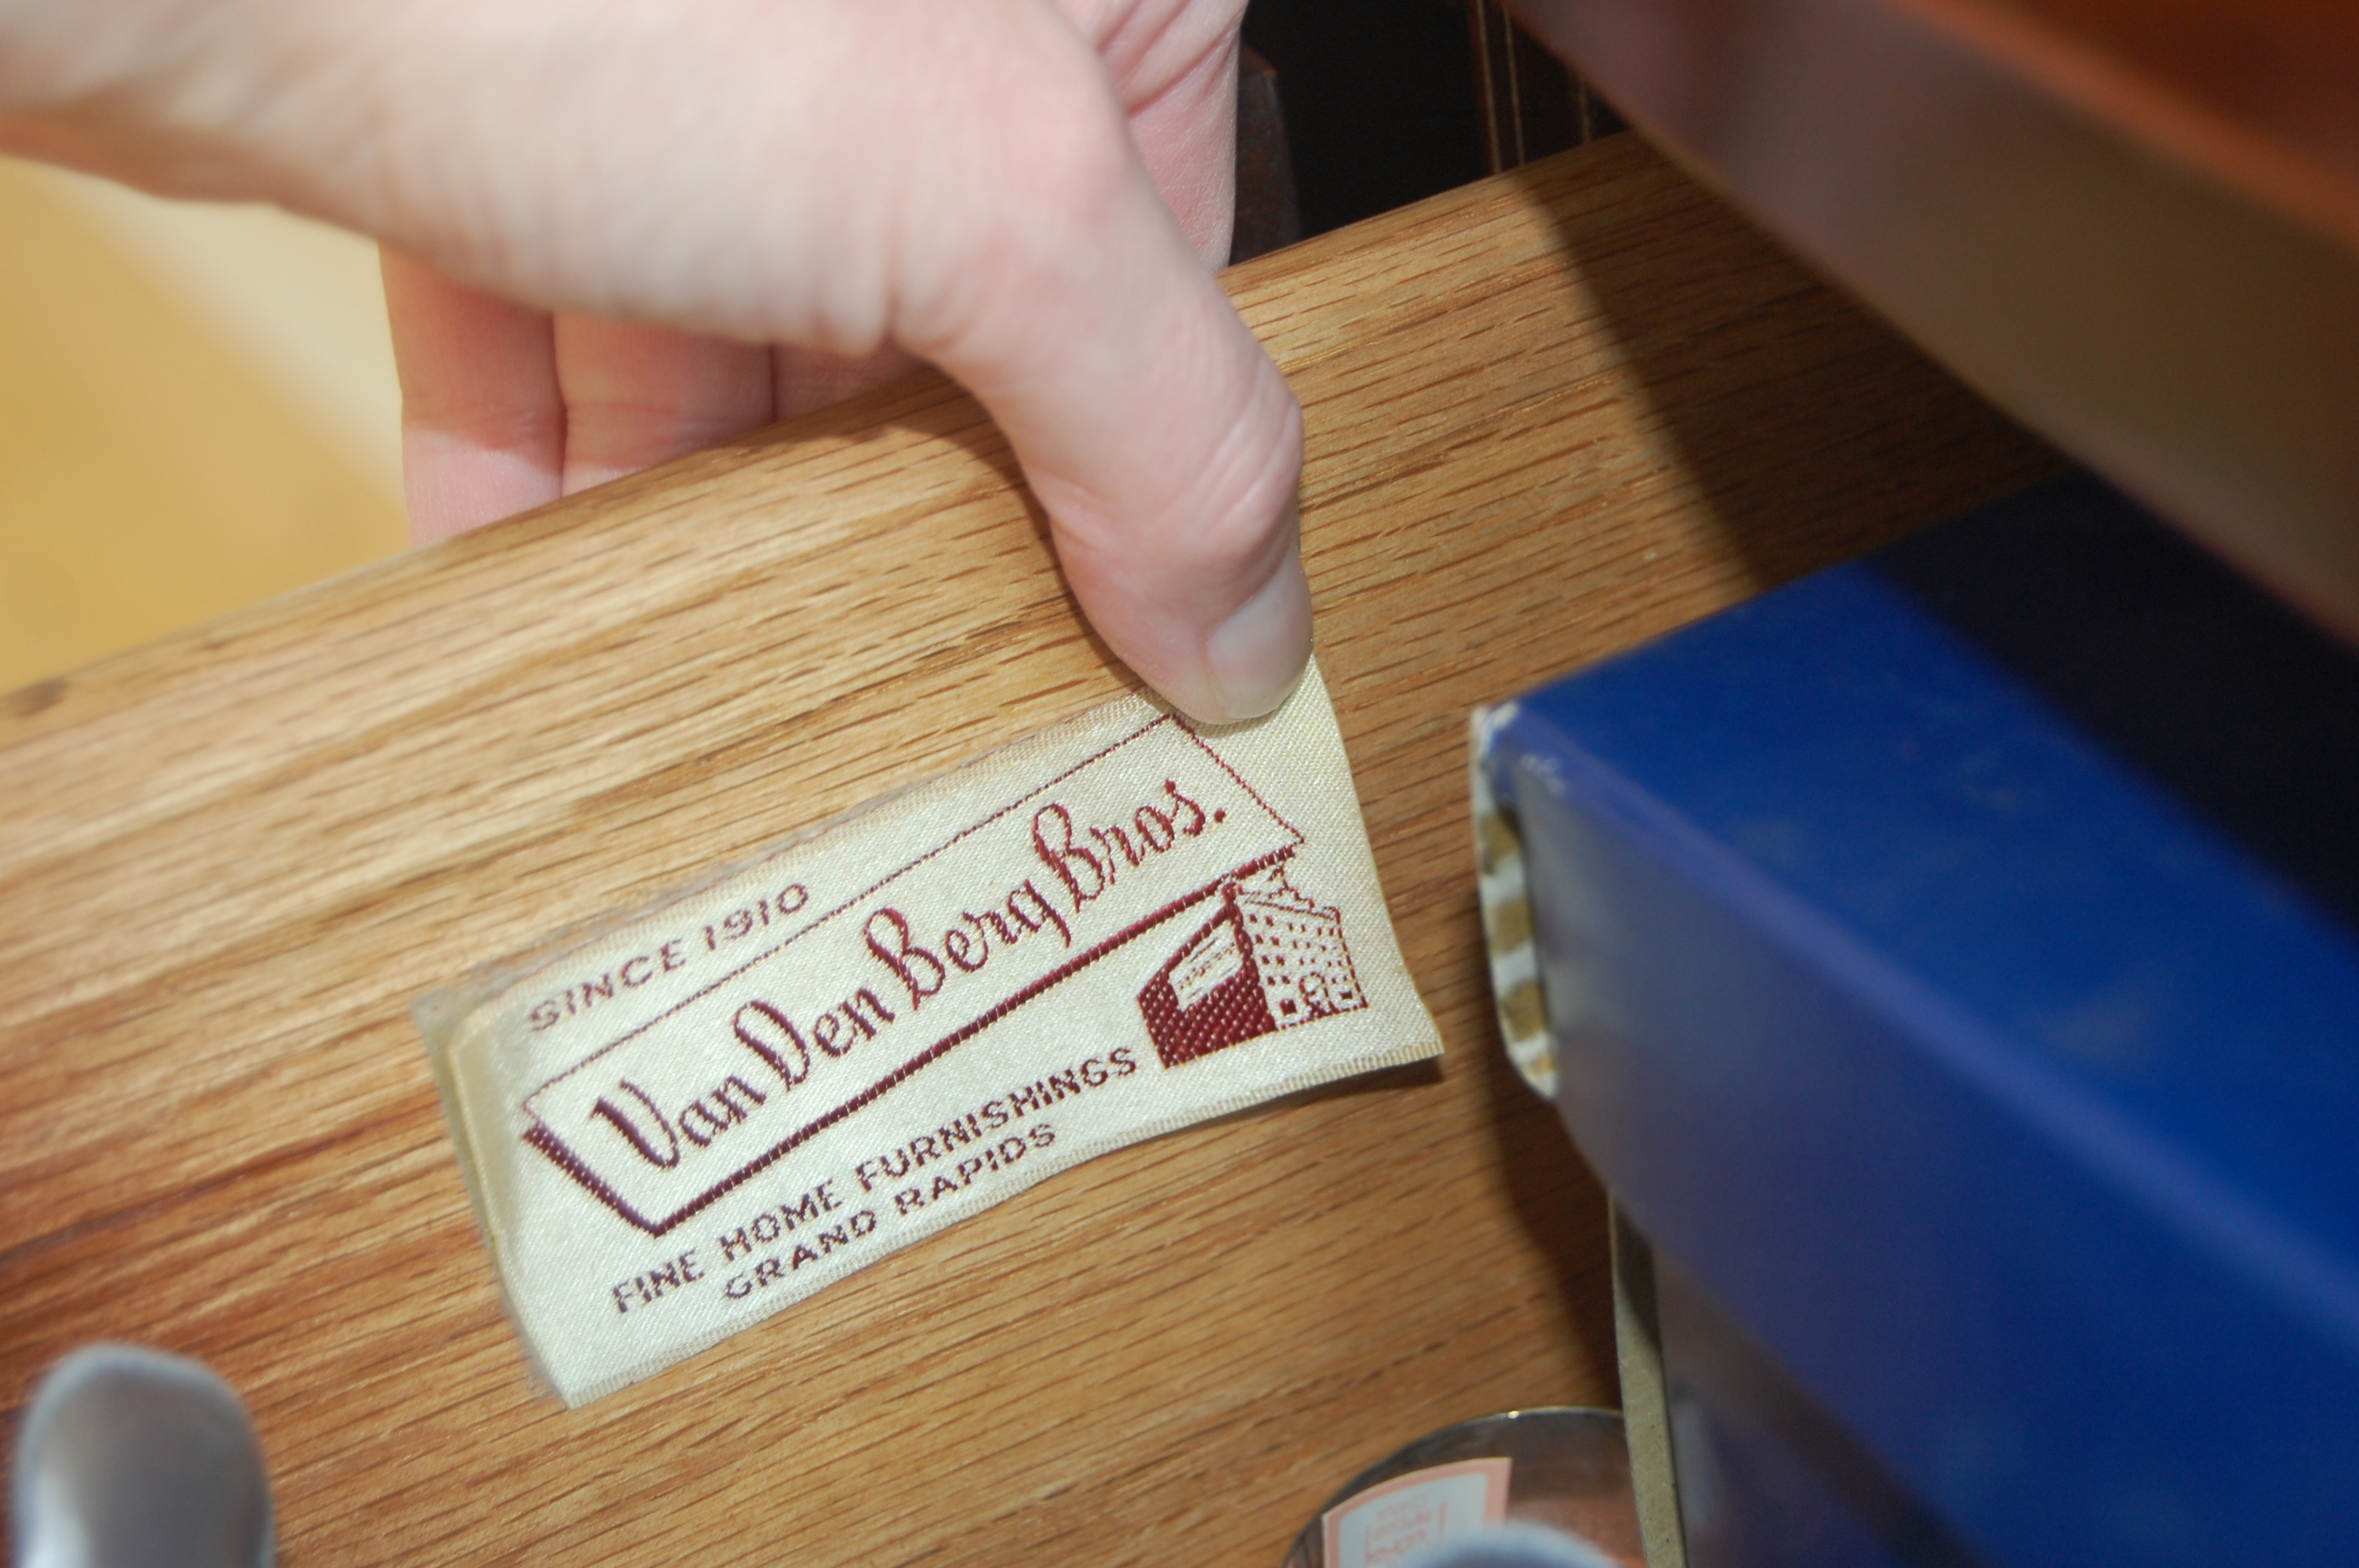 SINCE 1910
Van Den Berg Bros.
FINE HOME FURNISHINGS
GRAND RAPIDS